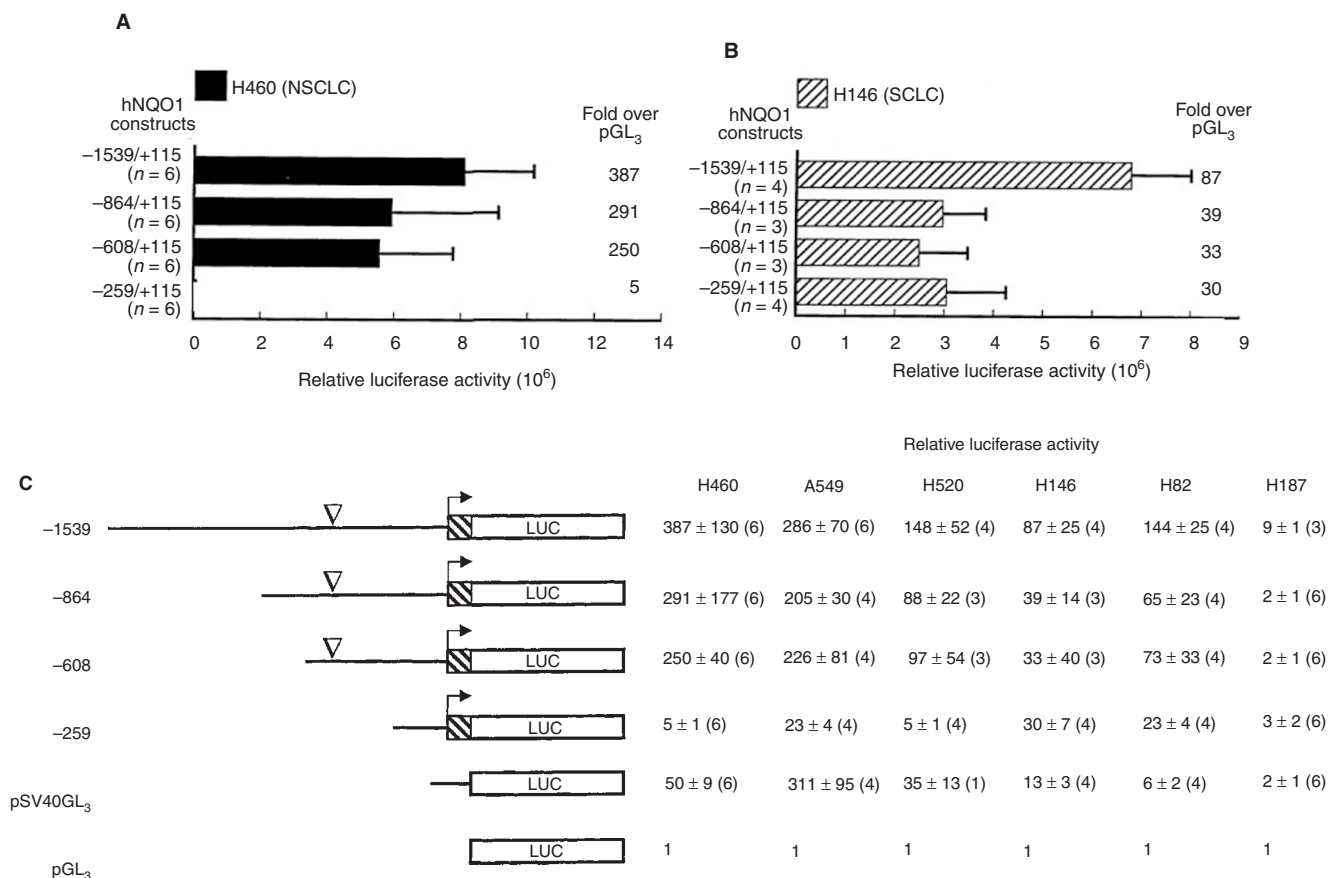 A
H460 (NSCLC)
hNQO1
constructs
Fold over
pGL3
−1539/+115
(n = 6)
387
−864/+115
(n = 6)
291
−608/+115
(n = 6)
250
−259/+115
(n = 6)
5
0 2 4 6 8 10 12 14
Relative luciferase activity (10^6)
B
H146 (SCLC)
hNQO1
constructs
Fold over
pGL3
−1539/+115
(n = 4)
87
−864/+115
(n = 3)
39
−608/+115
(n = 3)
33
−259/+115
(n = 4)
30
0 1 2 3 4 5 6 7 8 9
Relative luciferase activity (10^6)
C
Relative luciferase activity
H460 A549 H520 H146 H82 H187
−1539 LUC 387 ± 130 (6) 286 ± 70 (6) 148 ± 52 (4) 87 ± 25 (4) 144 ± 25 (4) 9 ± 1 (3)
−864 LUC 291 ± 177 (6) 205 ± 30 (4) 88 ± 22 (3) 39 ± 14 (3) 65 ± 23 (4) 2 ± 1 (6)
−608 LUC 250 ± 40 (6) 226 ± 81 (4) 97 ± 54 (3) 33 ± 40 (3) 73 ± 33 (4) 2 ± 1 (6)
−259 LUC 5 ± 1 (6) 23 ± 4 (4) 5 ± 1 (4) 30 ± 7 (4) 23 ± 4 (4) 3 ± 2 (6)
pSV40GL3 LUC 50 ± 9 (6) 311 ± 95 (4) 35 ± 13 (1) 13 ± 3 (4) 6 ± 2 (4) 2 ± 1 (6)
pGL3 LUC 1 1 1 1 1 1